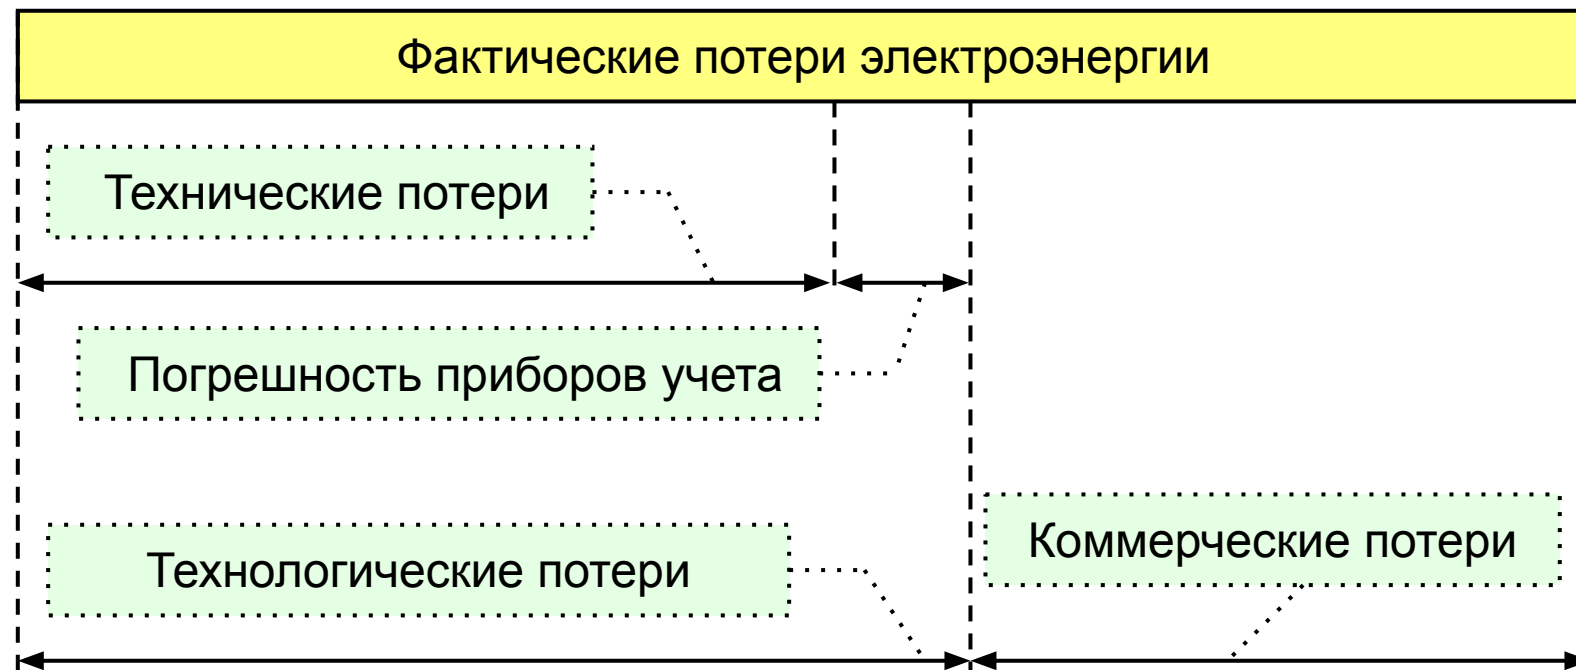 Фактические потери электроэнергии
Технические потери
Погрешность приборов учета
Технологические потери
Коммерческие потери